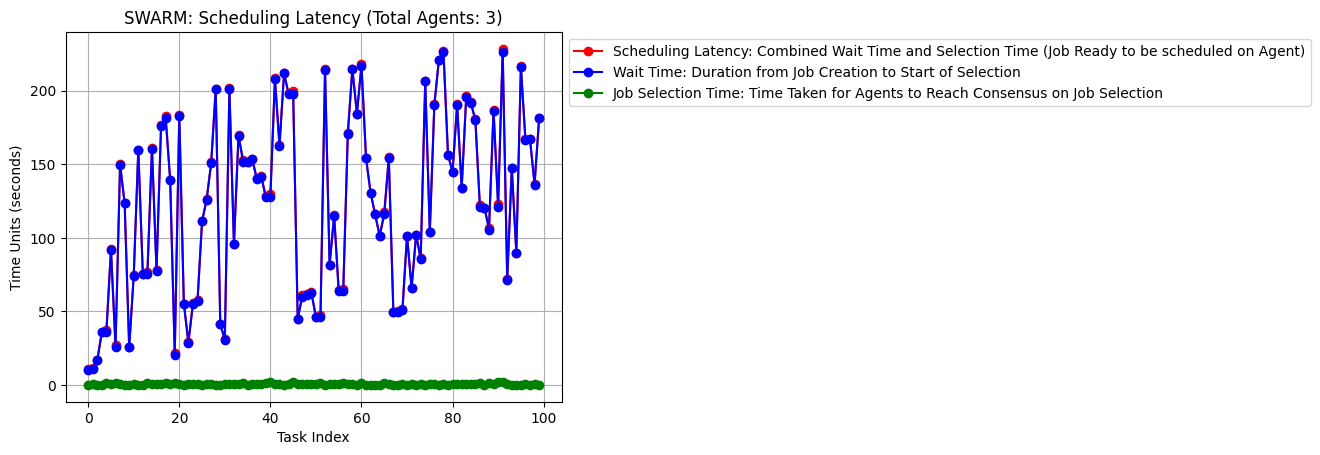 SWARM: Scheduling Latency (Total Agents: 3)
Scheduling Latency: Combined Wait Time and Selection Time (Job Ready to be scheduled on Agent)
Wait Time: Duration from Job Creation to Start of Selection
Job Selection Time: Time Taken for Agents to Reach Consensus on Job Selection
Time Units (seconds)
200
150
100
50
0
0 20 40 60 80 100
Task Index